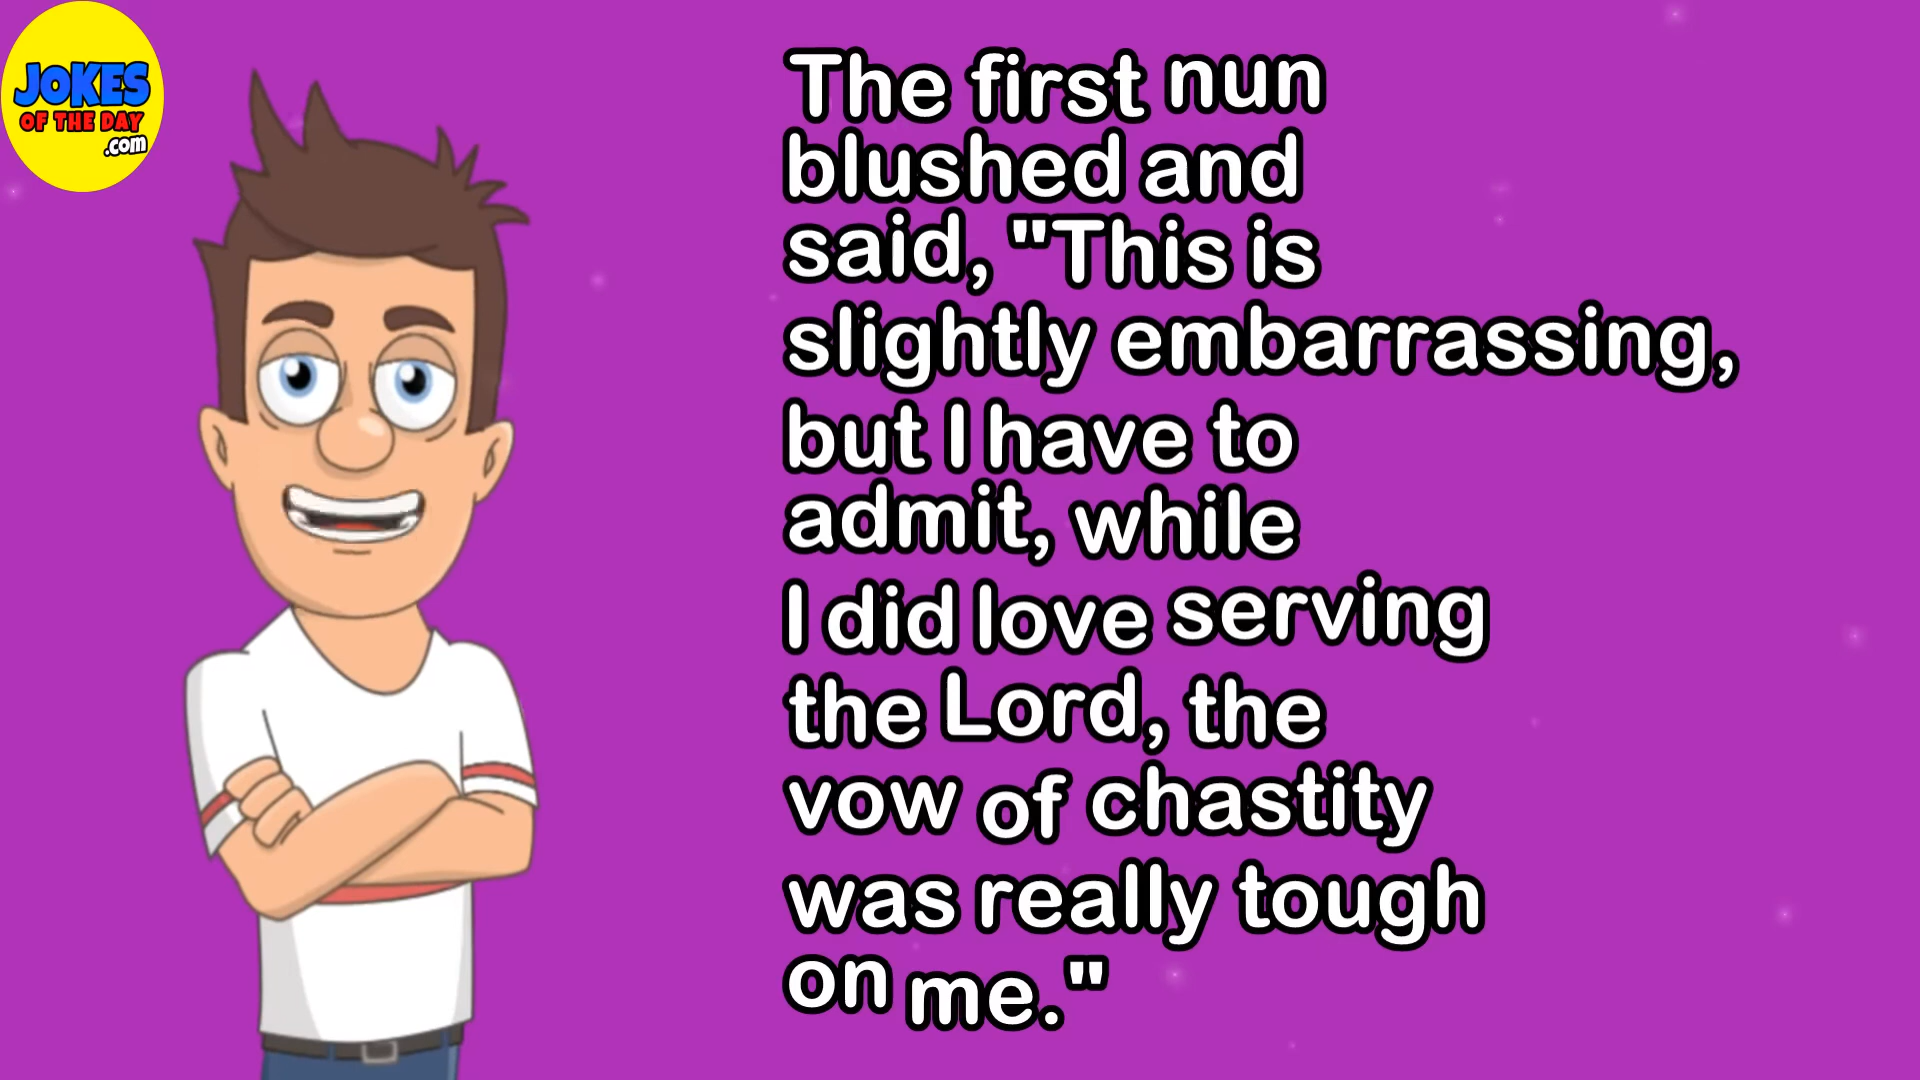 JOKES
OF THE DAY
.com
The first nun
blushed and
said, "This is
slightly embarrassing,
but I have to
admit, while
I did love serving
the Lord, the
vow of chastity
was really tough
on me."